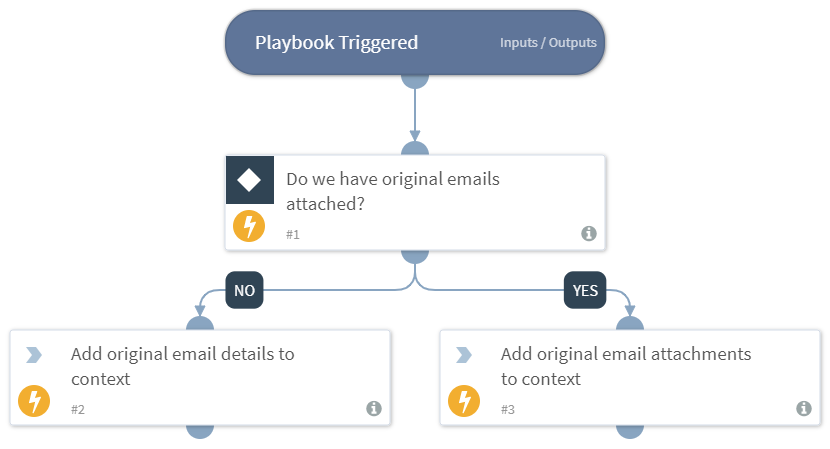 Playbook Triggered
Inputs / Outputs
Do we have original emails
attached?
#1
NO
YES
Add original email details to
context
#2
Add original email attachments
to context
#3